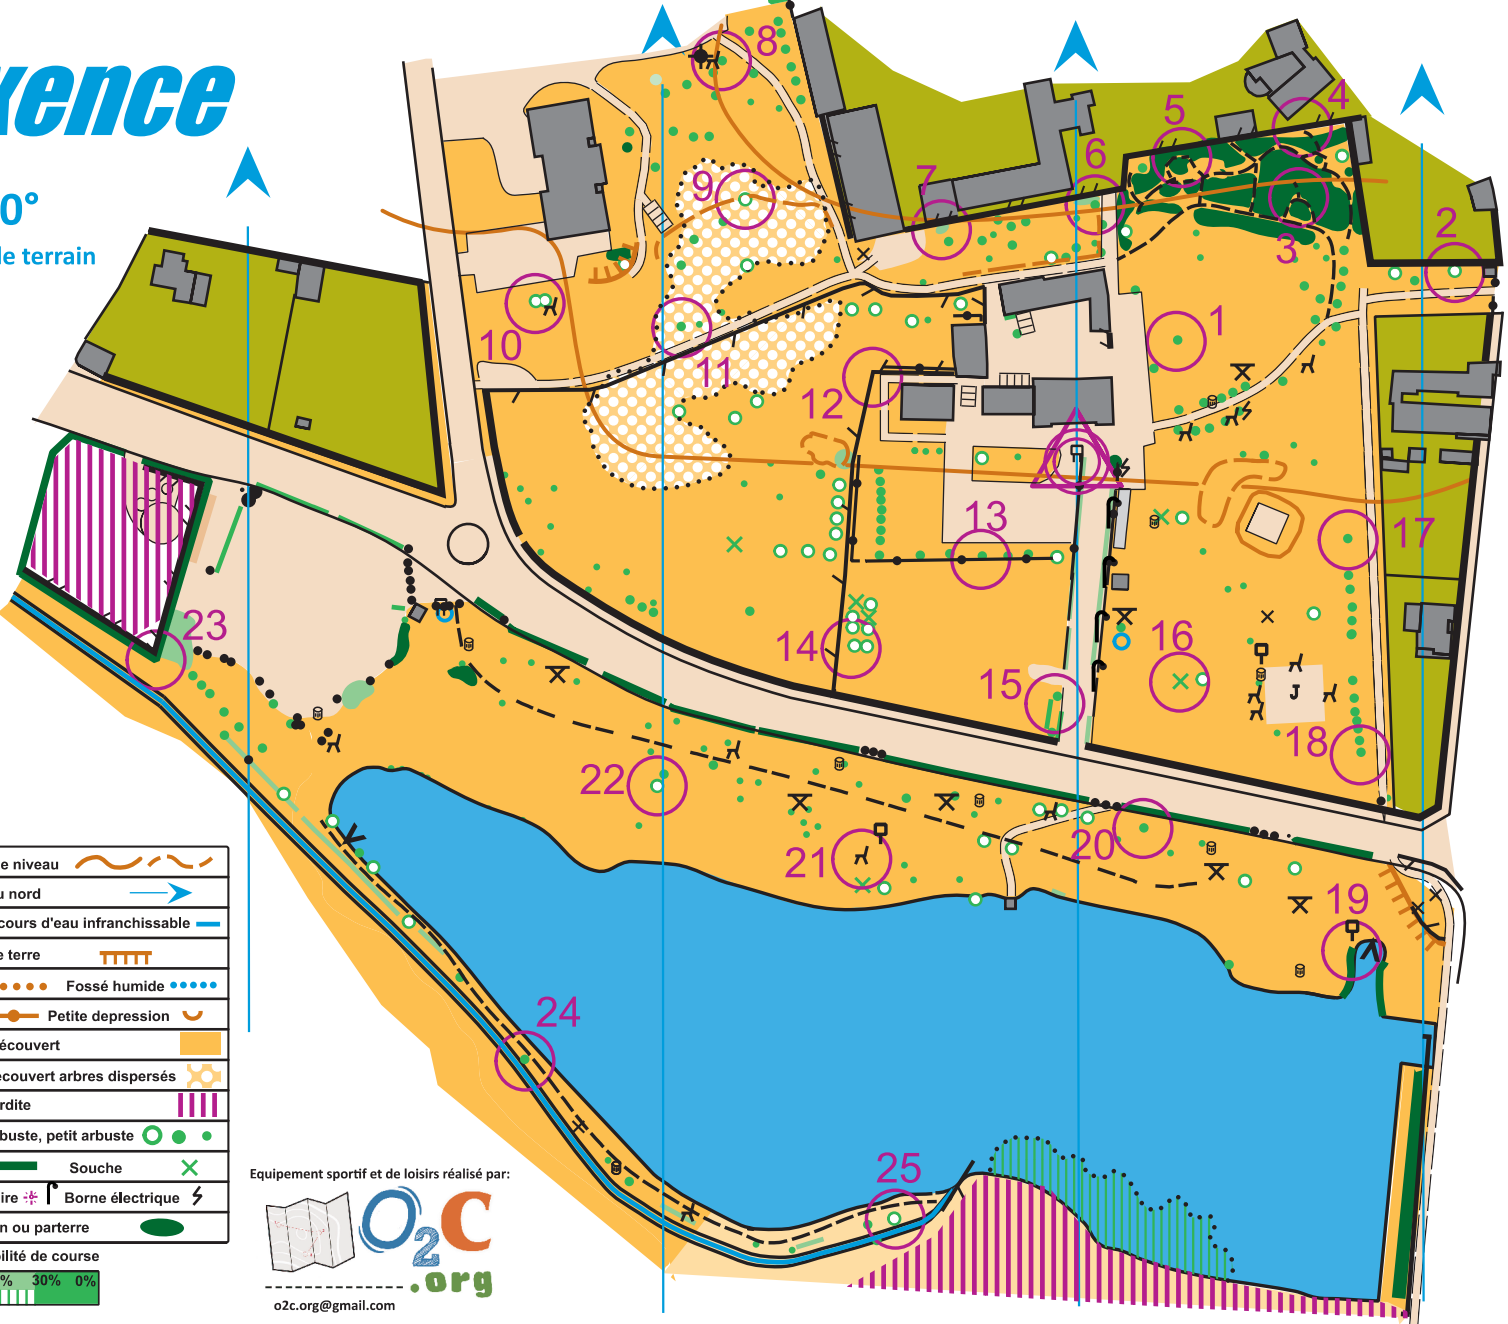 xence
0°
le terrain
8
4
5
6
7
9
2
3
1
10
11
12
17
13
23
14
16
15
J
18
22
21
20
19
e niveau
u nord
cours d'eau infranchissable
e terre
Fossé humide
Petite depression
écouvert
écouvert arbres dispersés
rdite
buste, petit arbuste
Souche
ire
Borne électrique
n ou parterre
bilité de course
% 30% 0%
24
25
Equipement sportif et de loisirs réalisé par:
O2C
.org
o2c.org@gmail.com